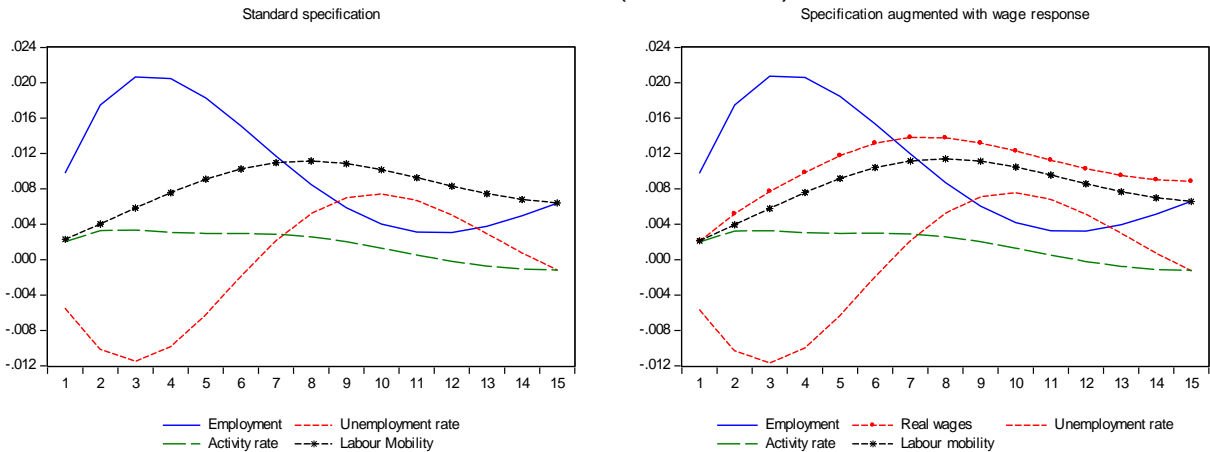 Standard specification
.024
.020
.016
.012
.008
.004
.000
-.004
-.008
-.012
1 2 3 4 5 6 7 8 9 10 11 12 13 14 15
Employment Unemployment rate
Activity rate Labour Mobility
Specification augmented with wage response
.024
.020
.016
.012
.008
.004
.000
-.004
-.008
-.012
1 2 3 4 5 6 7 8 9 10 11 12 13 14 15
Employment Real wages Unemployment rate
Activity rate Labour mobility